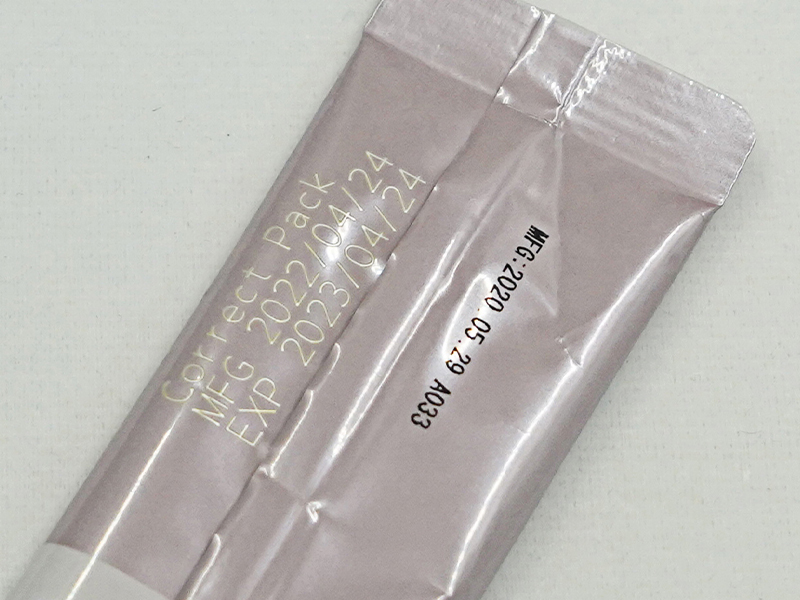 Correct Pack
MFG 2022/04/24
EXP 2023/04/24
MFG:2020.05.29 A033